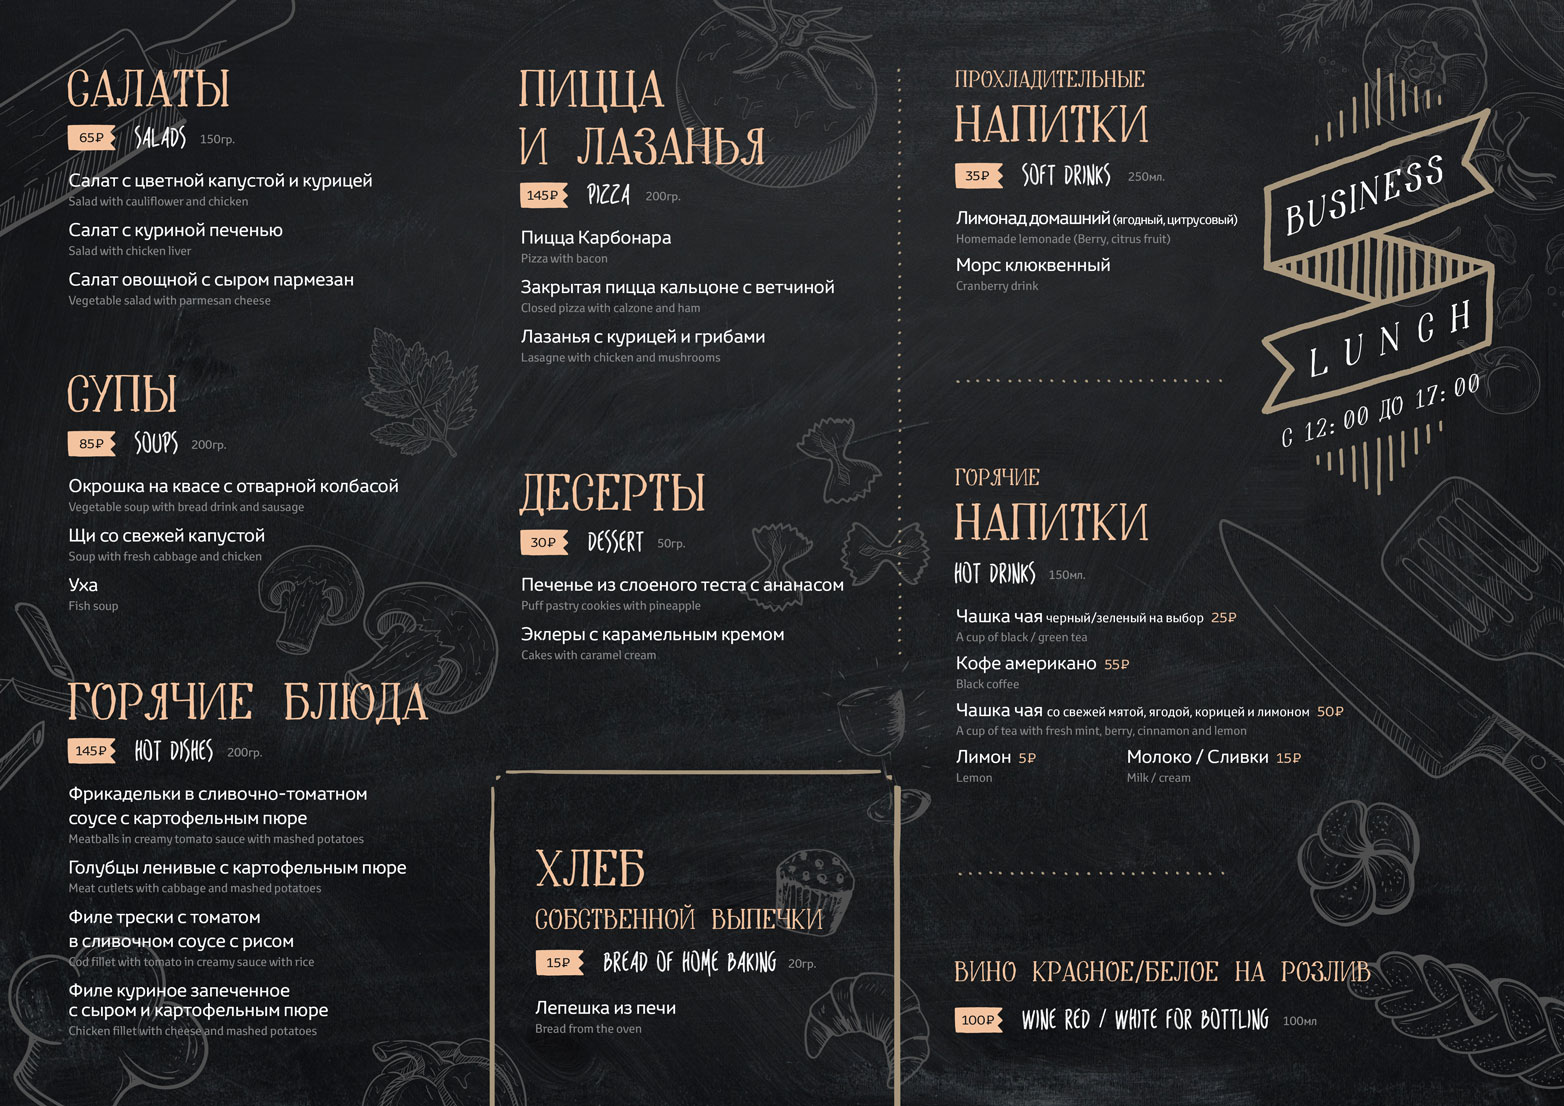 САЛАТЫ
65₽ SALADS 150гр.
Салат с цветной капустой и курицей
Salad with cauliflower and chicken
Салат с куриной печенью
Salad with chicken liver
Салат овощной с сыром пармезан
Vegetable salad with parmesan cheese
СУПЫ
85₽ SOUPS 200гр.
Окрошка на квасе с отварной колбасой
Vegetable soup with bread drink and sausage
Щи со свежей капустой
Soup with fresh cabbage and chicken
Уха
Fish soup
ГОРЯЧИЕ БЛЮДА
145₽ HOT DISHES 200гр.
Фрикадельки в сливочно-томатном
соусе с картофельным пюре
Meatballs in creamy tomato sauce with mashed potatoes
Голубцы ленивые с картофельным пюре
Meat cutlets with cabbage and mashed potatoes
Филе трески с томатом
в сливочном соусе с рисом
Cod fillet with tomato in creamy sauce with rice
Филе куриное запеченное
с сыром и картофельным пюре
Chicken fillet with cheese and mashed potatoes
ПИЦЦА
И ЛАЗАНЬЯ
145₽ PIZZA 200гр.
Пицца Карбонара
Pizza with bacon
Закрытая пицца кальцоне с ветчиной
Closed pizza with calzone and ham
Лазанья с курицей и грибами
Lasagne with chicken and mushrooms
ДЕСЕРТЫ
30₽ DESSERT 50гр.
Печенье из слоеного теста с ананасом
Puff pastry cookies with pineapple
Эклеры с карамельным кремом
Cakes with caramel cream
ХЛЕБ
СОБСТВЕННОЙ ВЫПЕЧКИ
15₽ BREAD OF HOME BAKING 20гр.
Лепешка из печи
Bread from the oven
ПРОХЛАДИТЕЛЬНЫЕ
НАПИТКИ
35₽ SOFT DRINKS 250мл.
Лимонад домашний (ягодный, цитрусовый)
Homemade lemonade (Berry, citrus fruit)
Морс клюквенный
Cranberry drink
ГОРЯЧИЕ
НАПИТКИ
HOT DRINKS 150мл.
Чашка чая черный/зеленый на выбор 25₽
A cup of black / green tea
Кофе американо 55₽
Black coffee
Чашка чая со свежей мятой, ягодой, корицей и лимоном 50₽
A cup of tea with fresh mint, berry, cinnamon and lemon
Лимон 5₽ Молоко / Сливки 15₽
Lemon Milk / cream
ВИНО КРАСНОЕ/БЕЛОЕ НА РОЗЛИВ
100₽ WINE RED / WHITE FOR BOTTLING 100мл
BUSINESS
LUNCH
С 12:00 ДО 17:00